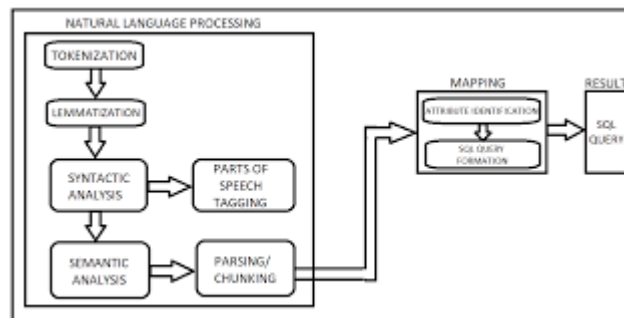 NATURAL LANGUAGE PROCESSING
TOKENIZATION
LEMMATIZATION
SYNTACTIC
ANALYSIS
PARTS OF
SPEECH
TAGGING
SEMANTIC
ANALYSIS
PARSING/
CHUNKING
MAPPING
ATTRIBUTE IDENTIFICATION
SQL QUERY
FORMATION
RESULT
SQL
QUERY